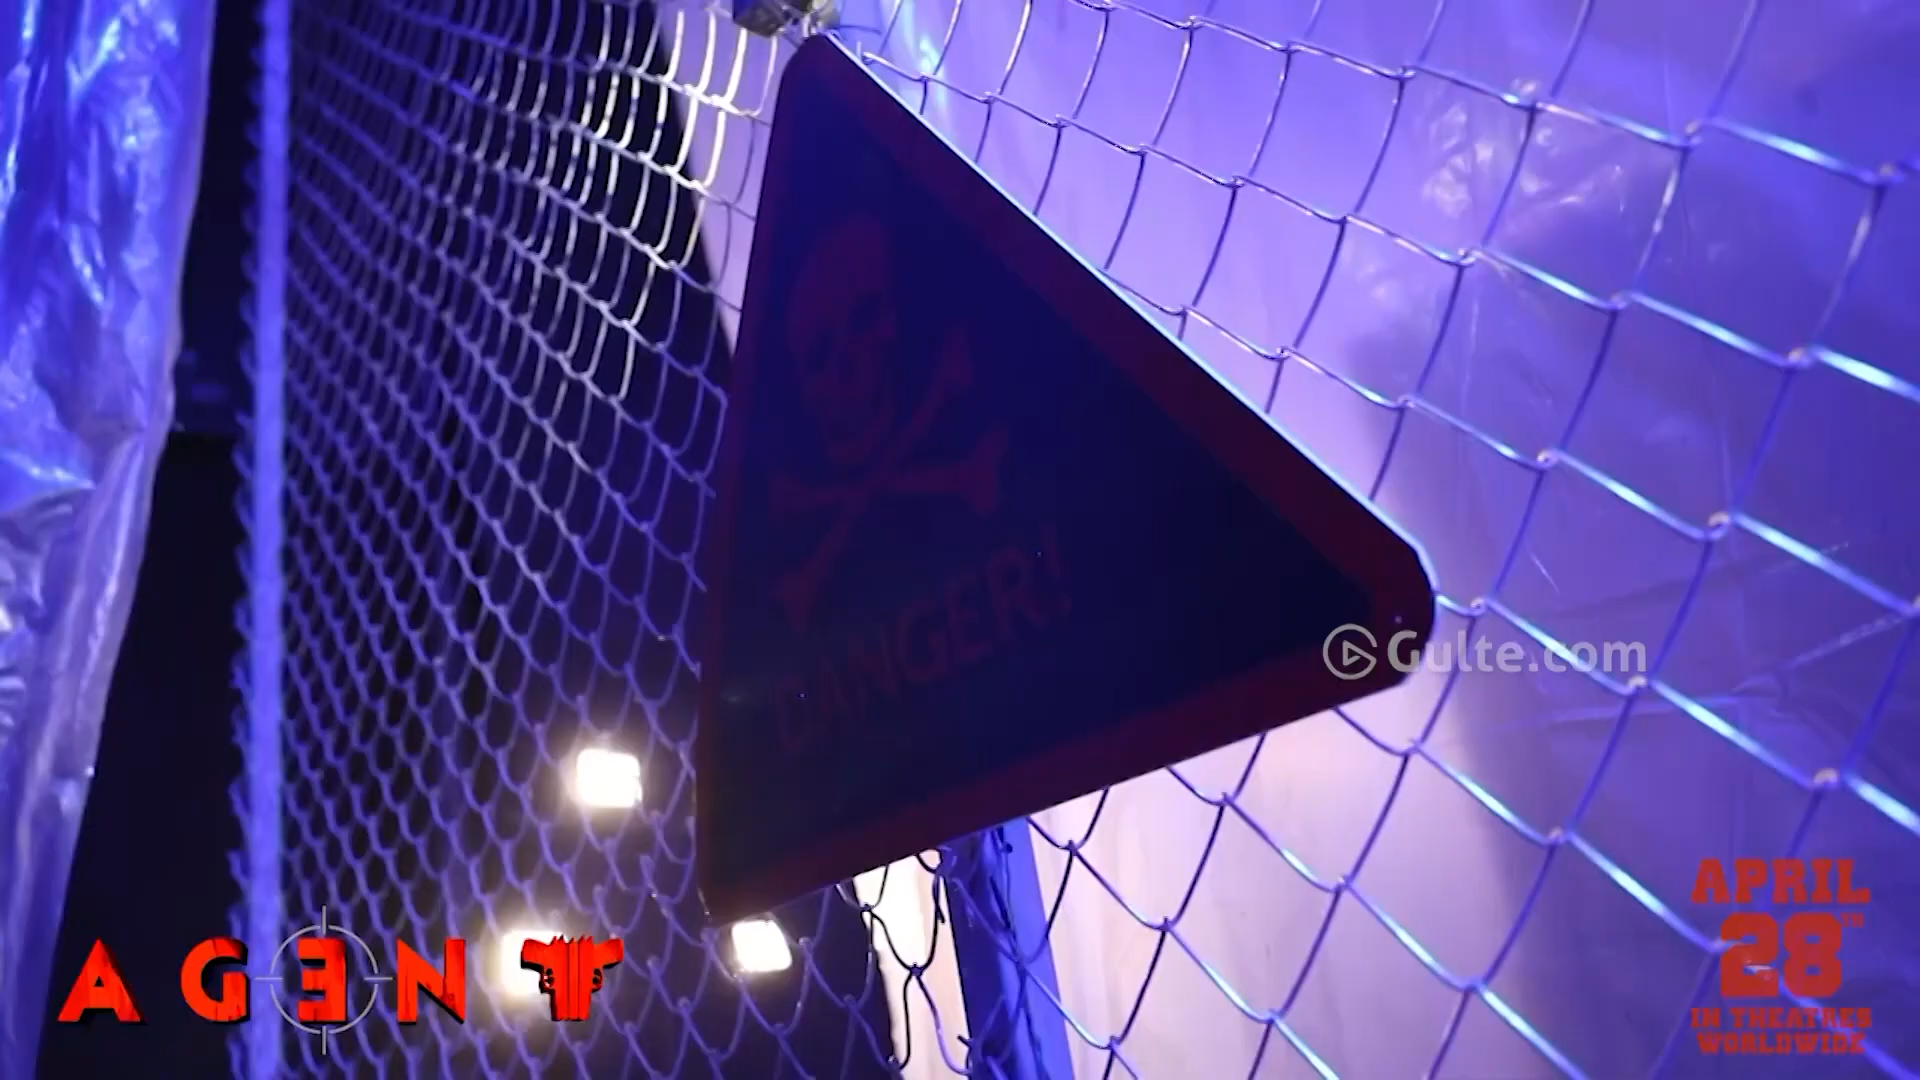 DANGER!
Gulte.com
AGENT
APRIL
28TH
IN THEATRES
WORLDWIDE